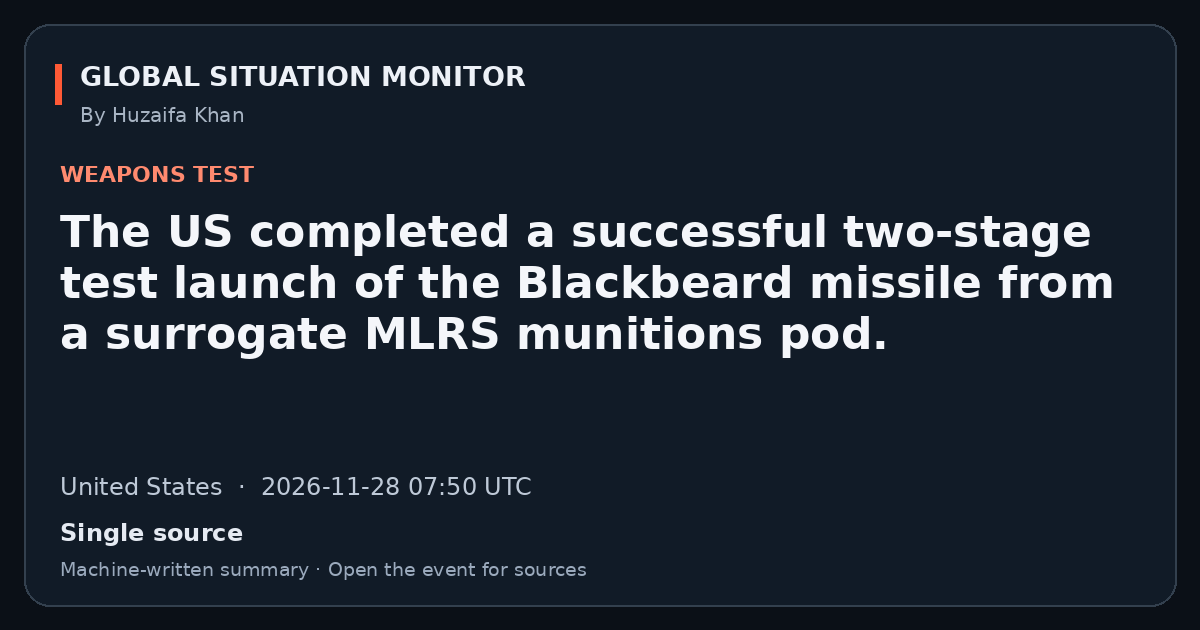 GLOBAL SITUATION MONITOR
By Huzaifa Khan
WEAPONS TEST
The US completed a successful two-stage
test launch of the Blackbeard missile from
a surrogate MLRS munitions pod.
United States · 2026-11-28 07:50 UTC
Single source
Machine-written summary · Open the event for sources